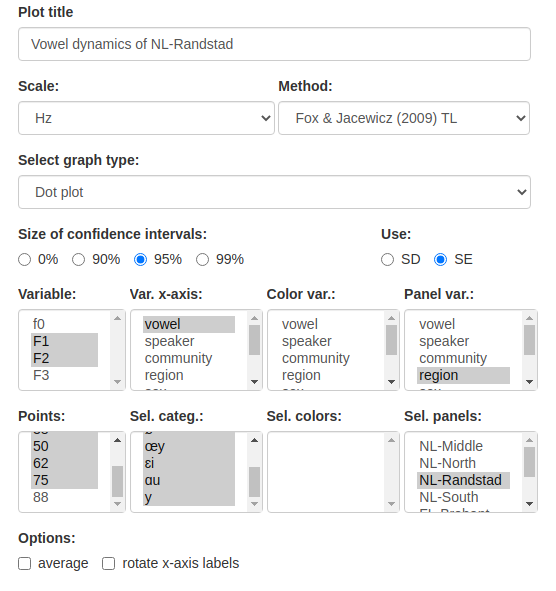 Plot title
Vowel dynamics of NL-Randstad
Scale: Method:
Hz Fox & Jacewicz (2009) TL
Select graph type:
Dot plot
Size of confidence intervals: Use:
0% 90% 95% 99% SD SE
Variable: Var. x-axis: Color var.: Panel var.:
f0 vowel vowel vowel
F1 speaker speaker speaker
F2 community community community
F3 region region region
Points: Sel. categ.: Sel. colors: Sel. panels:
50 œy NL-Middle
62 ɛi NL-North
75 ɑu NL-Randstad
88 y NL-South
Options:
average rotate x-axis labels